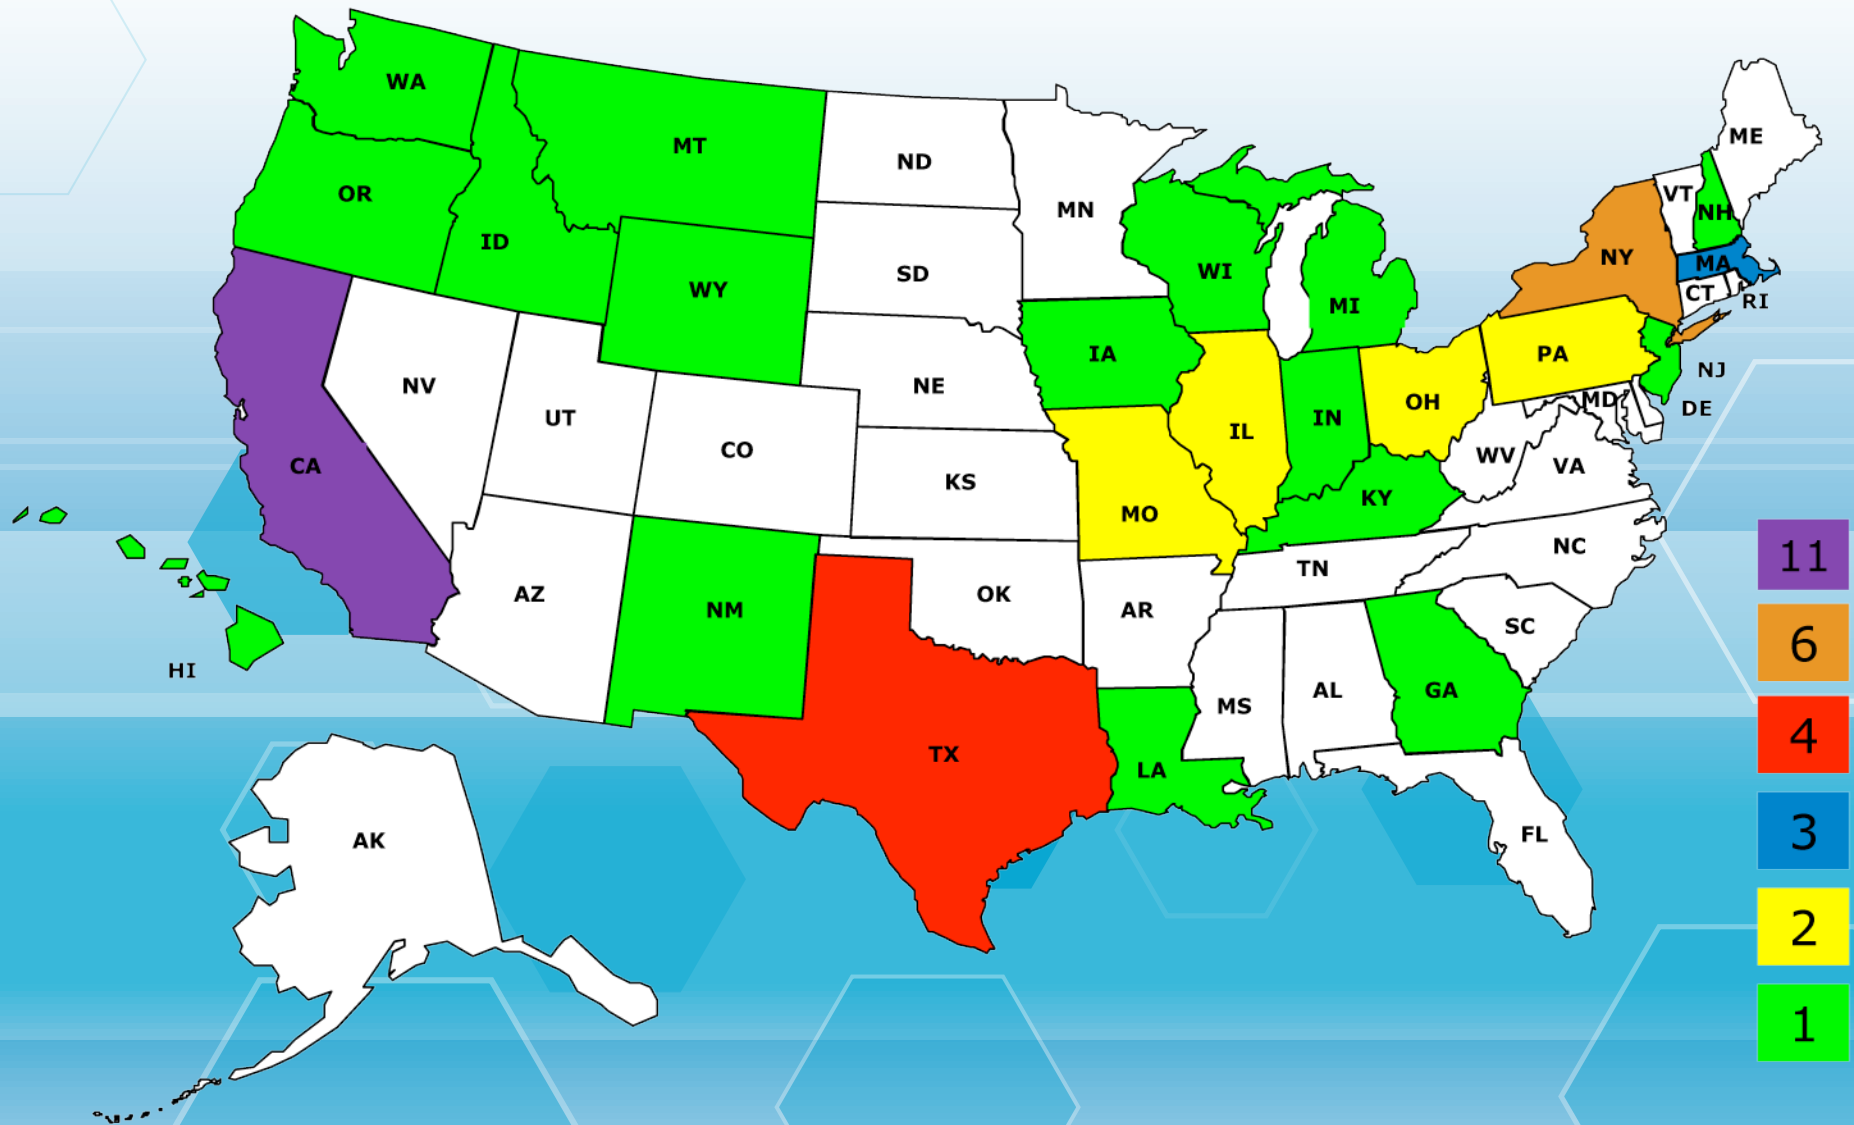 WA
MT
ND
ME
OR
ID
MN
VT
NH
WY
SD
WI
MI
NY
MA
CT
RI
NV
UT
NE
IA
PA
NJ
DE
MD
CO
IL
IN
OH
CA
KS
MO
KY
WV
VA
AZ
NM
OK
AR
TN
NC
SC
HI
TX
LA
MS
AL
GA
AK
FL
11
6
4
3
2
1